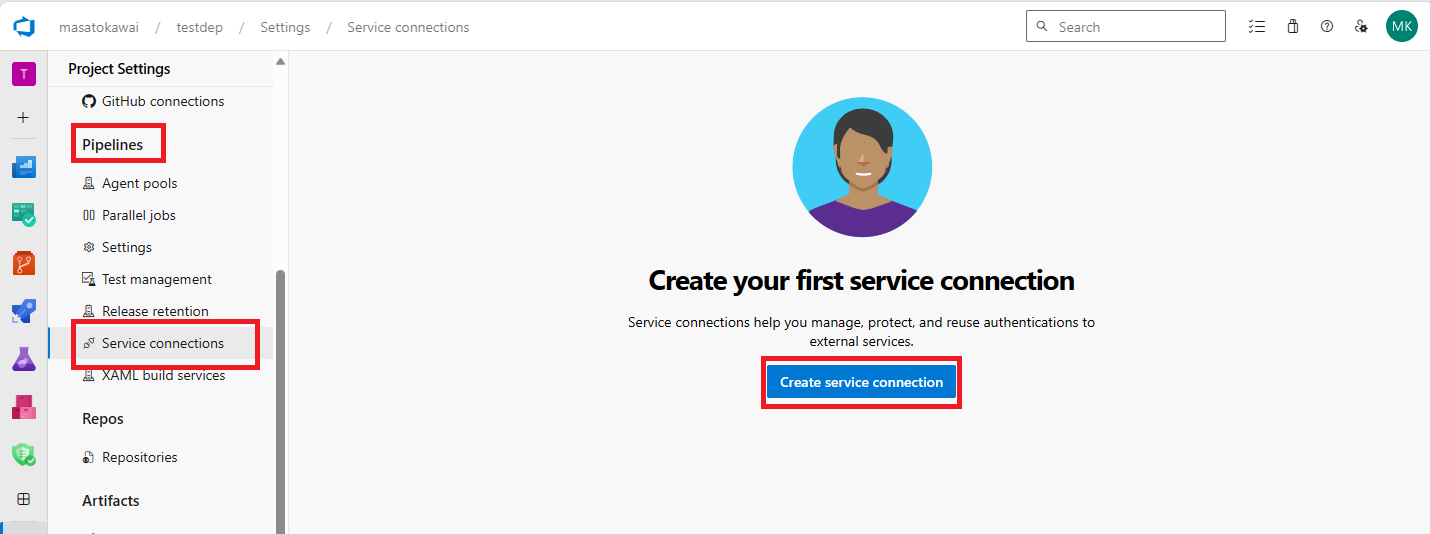 masatokawai / testdep / Settings / Service connections
Search
MK
T
Project Settings
GitHub connections
Pipelines
Agent pools
Parallel jobs
Settings
Test management
Release retention
Service connections
XAML build services
Repos
Repositories
Artifacts
Create your first service connection
Service connections help you manage, protect, and reuse authentications to
external services.
Create service connection